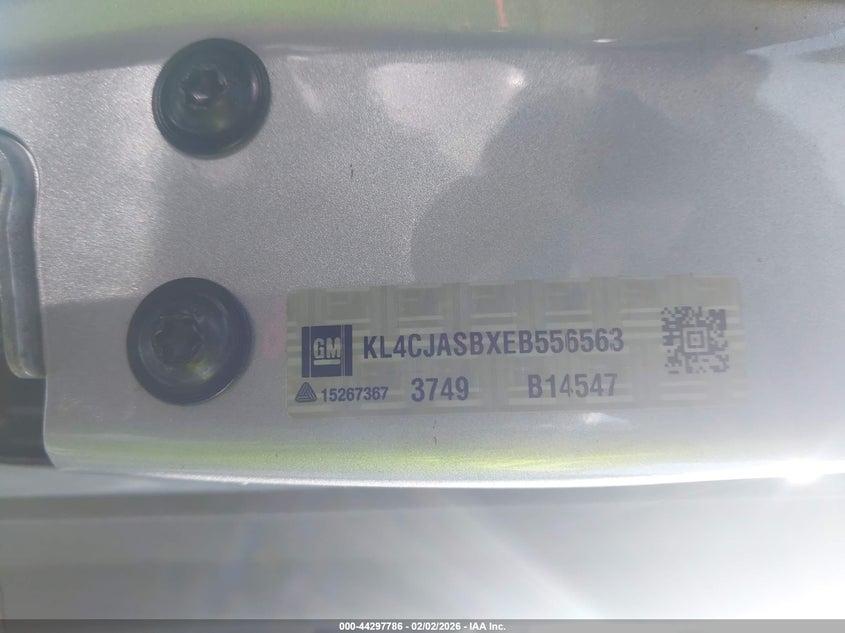 GM KL4CJASBXEB556563
15267367 3749 B14547
000-44297786 - 02/02/2026 - IAA Inc.